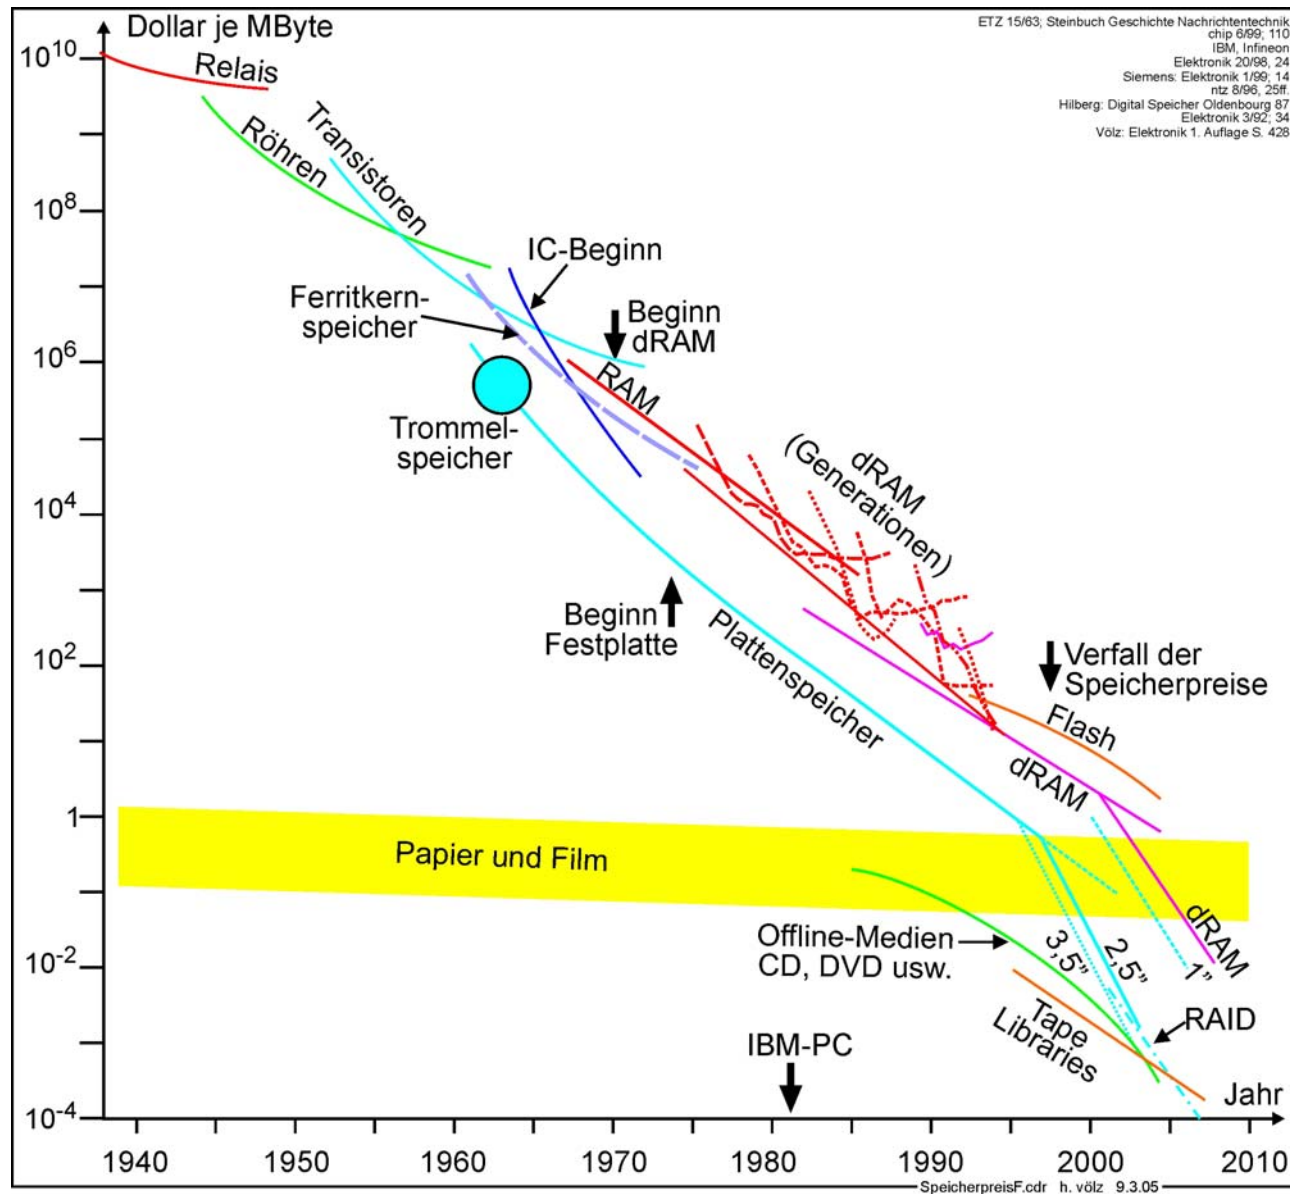 Dollar je MByte
ETZ 15/63; Steinbuch Geschichte Nachrichtentechnik
chip 6/99; 110
IBM, Infineon
Elektronik 20/98, 24
Siemens: Elektronik 1/99; 14
ntz 8/96, 25ff.
Hilberg: Digital Speicher Oldenbourg 87
Elektronik 3/92; 34
Völz: Elektronik 1. Auflage S. 428
10^10
Relais
Röhren
Transistoren
10^8
IC-Beginn
Ferritkern-
speicher
Beginn
dRAM
10^6
RAM
Trommel-
speicher
dRAM
(Generationen)
10^4
Beginn
Festplatte
Plattenspeicher
10^2
Verfall der
Speicherpreise
Flash
dRAM
1
Papier und Film
dRAM
Offline-Medien
CD, DVD usw.
3,5”
2,5”
1”
10^-2
Tape
Libraries
RAID
IBM-PC
Jahr
10^-4
1940 1950 1960 1970 1980 1990 2000 2010
SpeicherpreisF.cdr h. völz 9.3.05